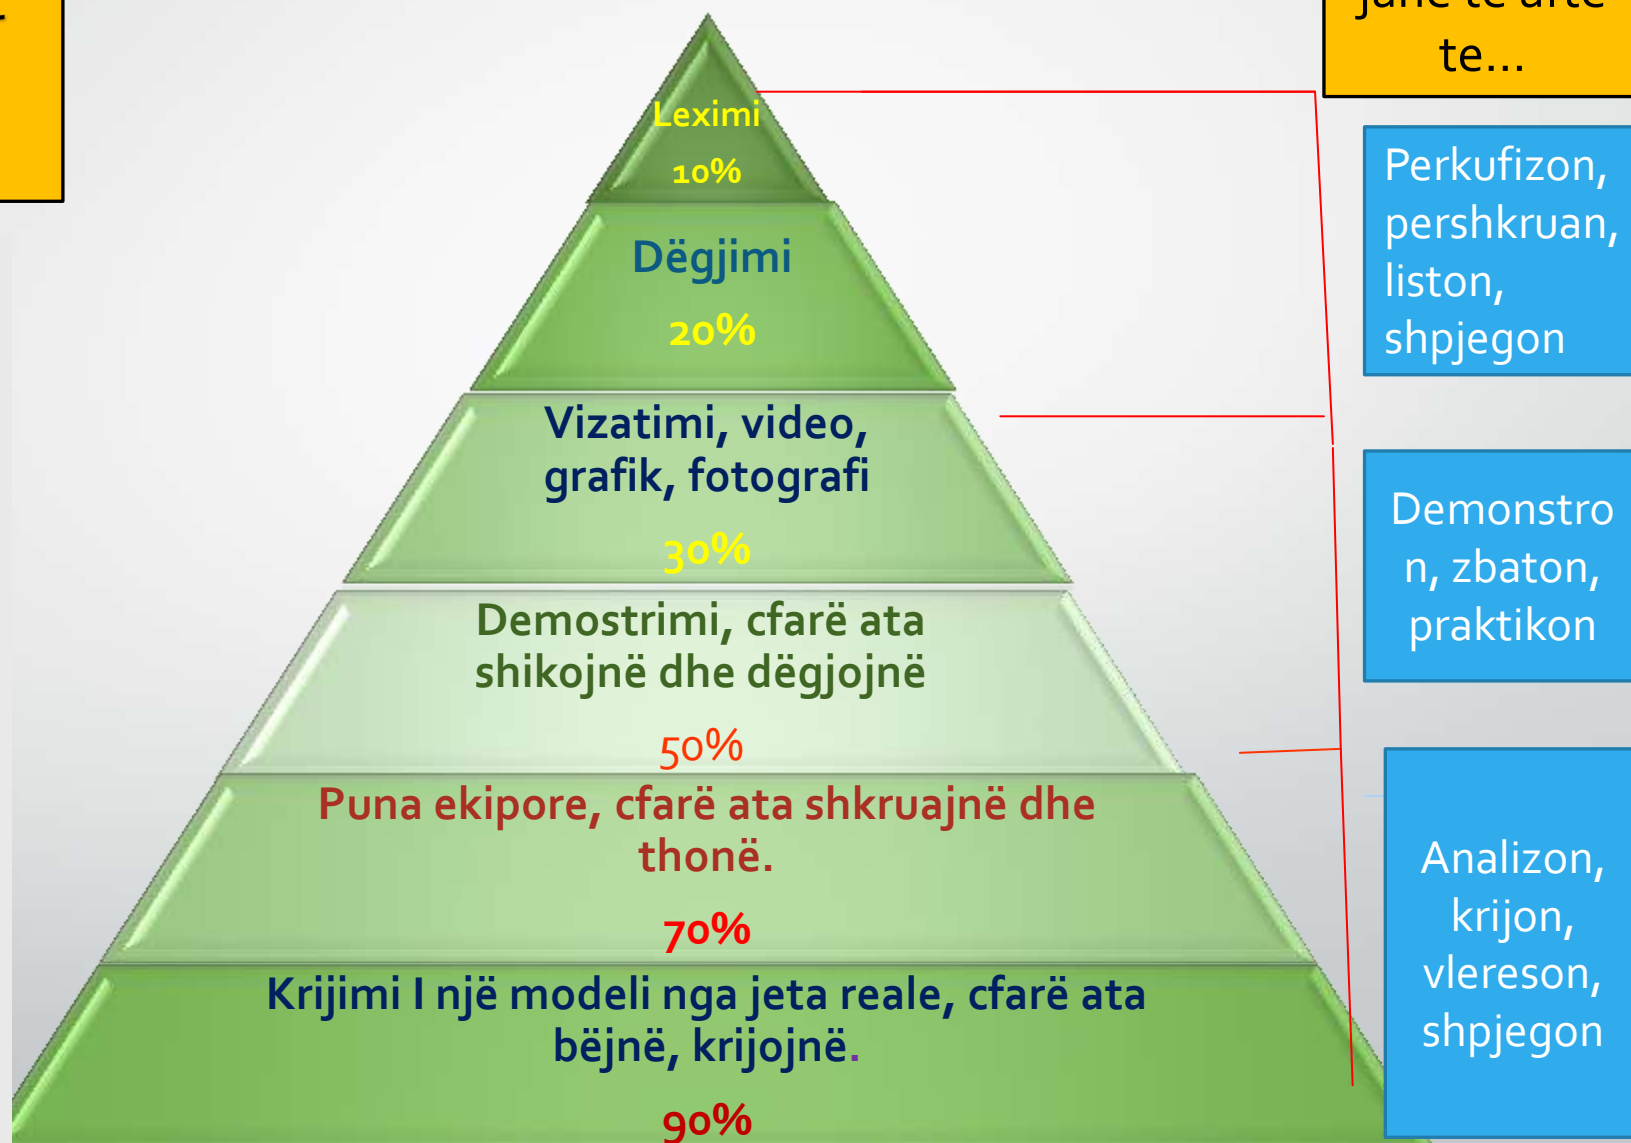 Leximi
10%
Dëgjimi
20%
Vizatimi, video,
grafik, fotografi
30%
Demostrimi, cfarë ata
shikojnë dhe dëgjojnë
50%
Puna ekipore, cfarë ata shkruajnë dhe
thonë.
70%
Krijimi I një modeli nga jeta reale, cfarë ata
bëjnë, krijojnë.
90%
te...
Perkufizon,
pershkruan,
liston,
shpjegon
Demonstro
n, zbaton,
praktikon
Analizon,
krijon,
vlereson,
shpjegon